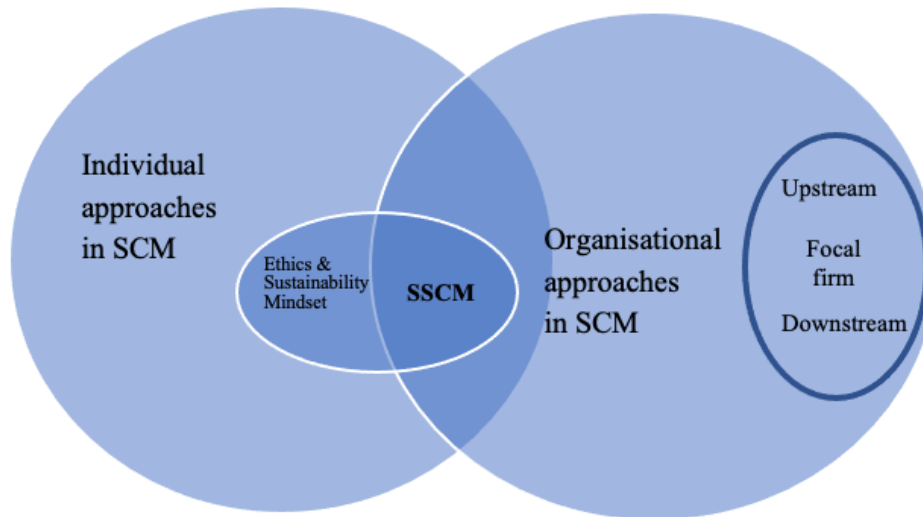 Individual
approaches
in SCM
Ethics &
Sustainability
Mindset
SSCM
Organisational
approaches
in SCM
Upstream
Focal
firm
Downstream